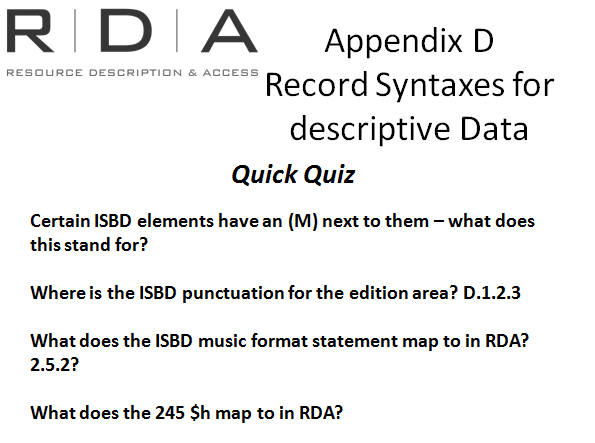 R | D | A
RESOURCE DESCRIPTION & ACCESS
Appendix D
Record Syntaxes for
descriptive Data
Quick Quiz
Certain ISBD elements have an (M) next to them – what does
this stand for?
Where is the ISBD punctuation for the edition area? D.1.2.3
What does the ISBD music format statement map to in RDA?
2.5.2?
What does the 245 $h map to in RDA?